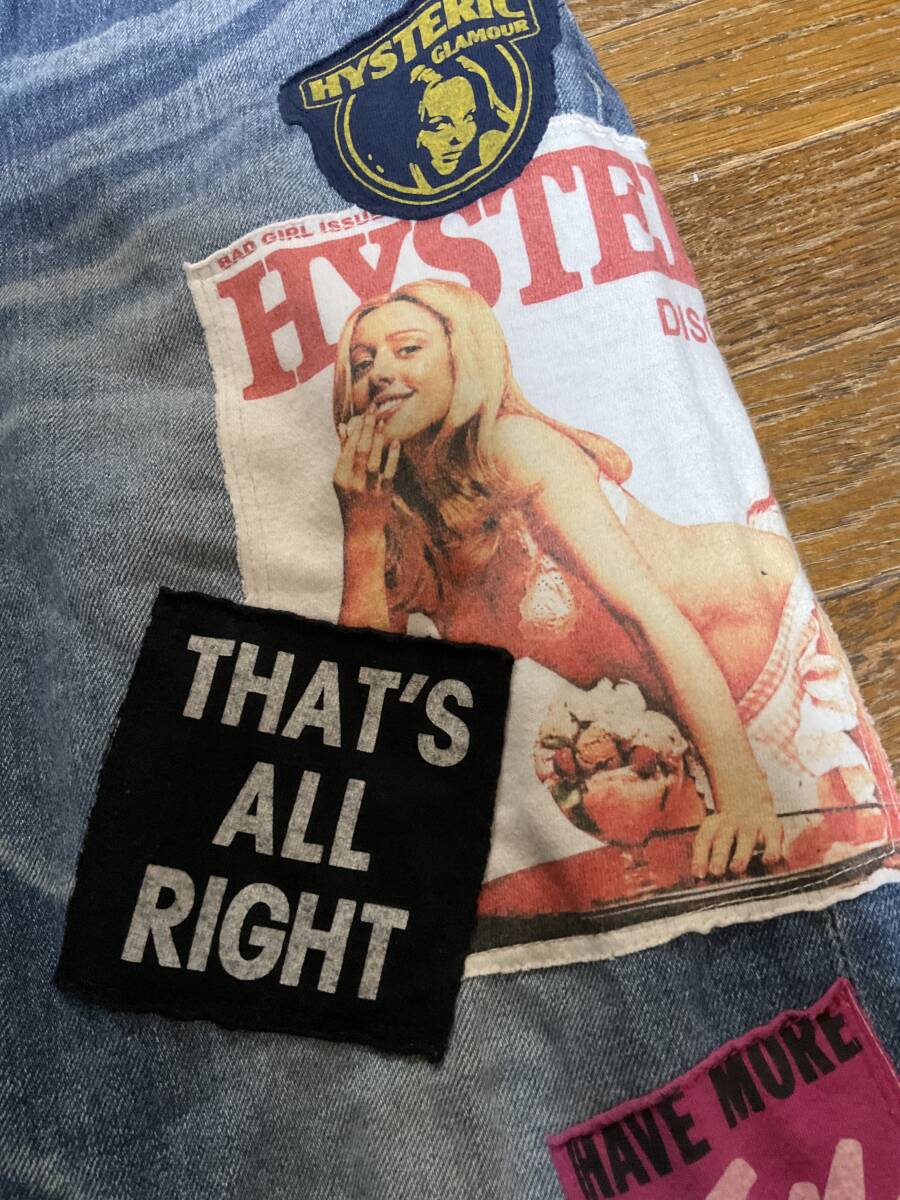 HYSTERIC
GLAMOUR
BAD GIRL ISSUE
HYSTE
DISC
THAT'S
ALL
RIGHT
HAVE MORE